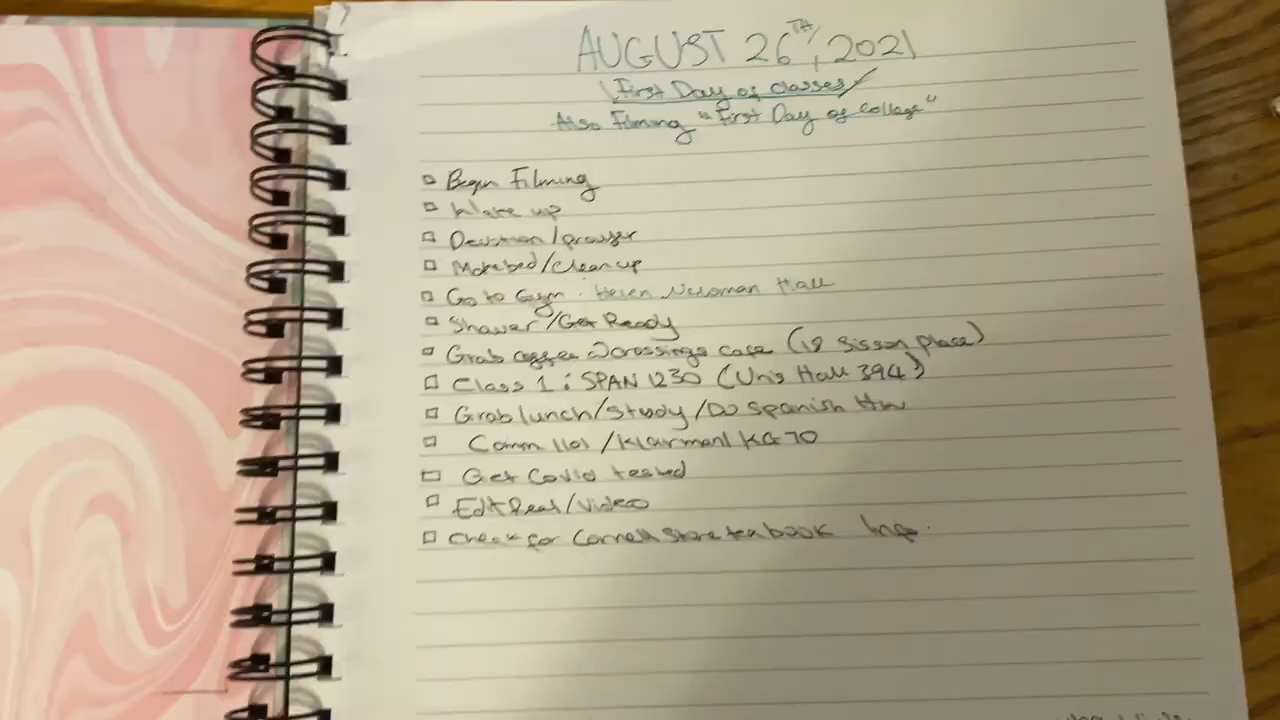 AUGUST 26TH, 2021
First Day of classes
Also Filming "First Day of College"
Begin Filming
Wake up
Devotion/prayer
Make bed/clean up
Go to Gym: Helen Newman Hall
Shower/Get Ready
Grab coffee @crossings cafe (18 Sisson place)
Class 1: SPAN 1230 (Uris Hall 394)
Grab lunch/Study/Do Spanish Hw
Comm 1101/Klarman KG70
Get Covid tested
Edit Reel/Video
Check for Cornell Store textbook